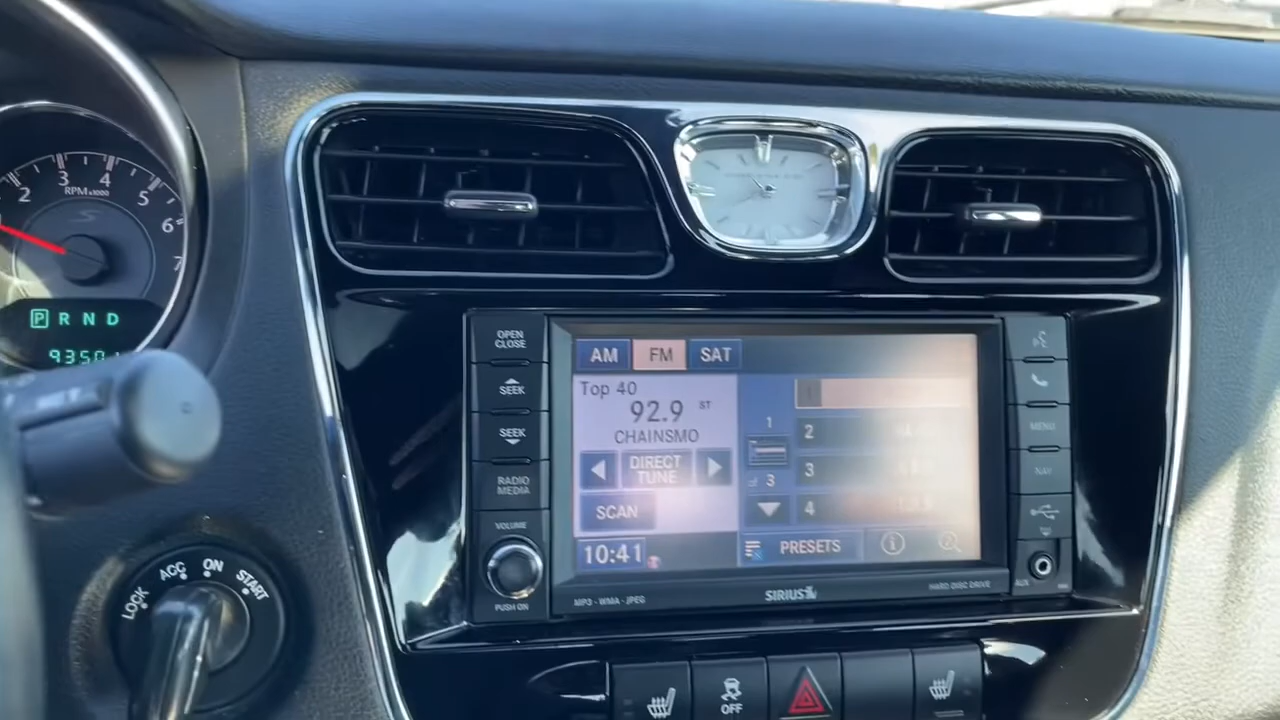 2 3 4 5 6 7
RPM x1000
P R N D
LOCK ACC ON START
OPEN
CLOSE
SEEK
SEEK
RADIO
MEDIA
VOLUME
PUSH ON
AM FM SAT
Top 40
92.9 ST
CHAINSMO
DIRECT
TUNE
SCAN
10:41
1
3
1
2
3
4
PRESETS
MP3 - WMA - JPEG
SIRIUS
HARD DISC DRIVE
MENU
NAV
AUX
OFF